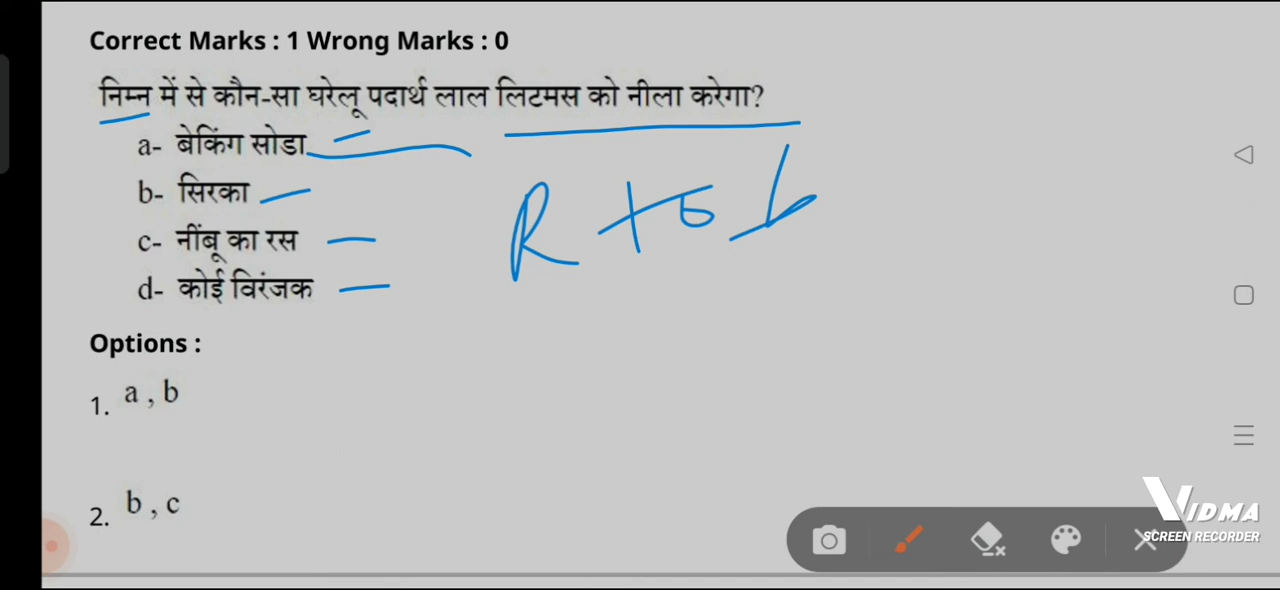 Correct Marks : 1 Wrong Marks : 0
निम्न में से कौन-सा घरेलू पदार्थ लाल लिटमस को नीला करेगा?
a- बेकिंग सोडा
b- सिरका
c- नींबू का रस
d- कोई विरंजक
R to b
Options :
1. a , b
2. b , c
VIDMA
SCREEN RECORDER